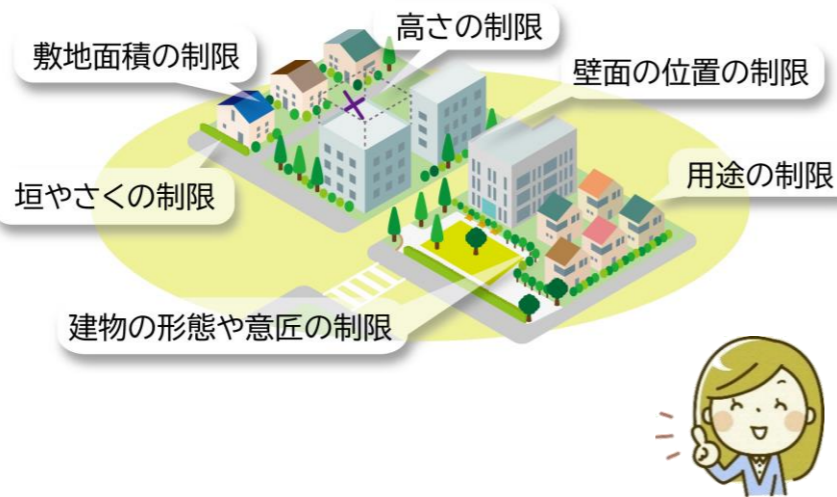 高さの制限
敷地面積の制限
壁面の位置の制限
用途の制限
垣やさくの制限
建物の形態や意匠の制限